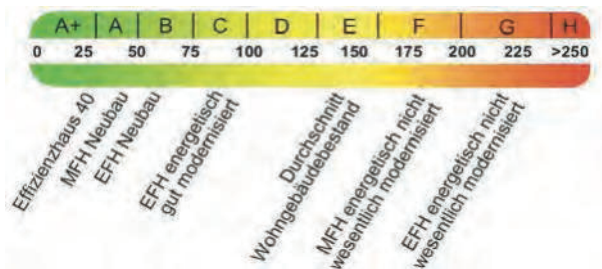 A+ A B C D E F G H
0 25 50 75 100 125 150 175 200 225 >250
Effizienzhaus 40
MFH Neubau
EFH Neubau
EFH energetisch
gut modernisiert
Durchschnitt
Wohngebäudebestand
MFH energetisch nicht
wesentlich modernisiert
EFH energetisch nicht
wesentlich modernisiert